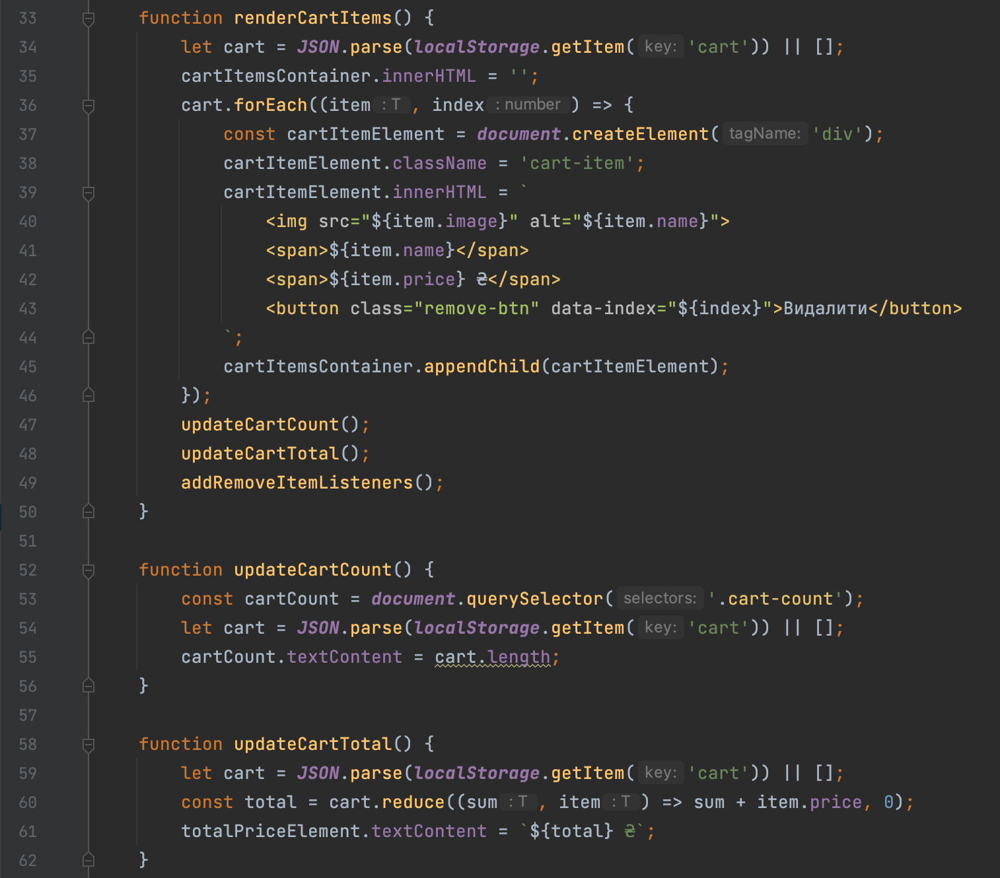 33 function renderCartItems() {
34 let cart = JSON.parse(localStorage.getItem( key: 'cart')) || [];
35 cartItemsContainer.innerHTML = '';
36 cart.forEach((item : T , index : number ) => {
37 const cartItemElement = document.createElement( tagName: 'div');
38 cartItemElement.className = 'cart-item';
39 cartItemElement.innerHTML = `
40 <img src="${item.image}" alt="${item.name}">
41 <span>${item.name}</span>
42 <span>${item.price} ₴</span>
43 <button class="remove-btn" data-index="${index}">Видалити</button>
44 `;
45 cartItemsContainer.appendChild(cartItemElement);
46 });
47 updateCartCount();
48 updateCartTotal();
49 addRemoveItemListeners();
50 }
51
52 function updateCartCount() {
53 const cartCount = document.querySelector( selectors: '.cart-count');
54 let cart = JSON.parse(localStorage.getItem( key: 'cart')) || [];
55 cartCount.textContent = cart.length;
56 }
57
58 function updateCartTotal() {
59 let cart = JSON.parse(localStorage.getItem( key: 'cart')) || [];
60 const total = cart.reduce((sum : T , item : T ) => sum + item.price, 0);
61 totalPriceElement.textContent = `${total} ₴`;
62 }